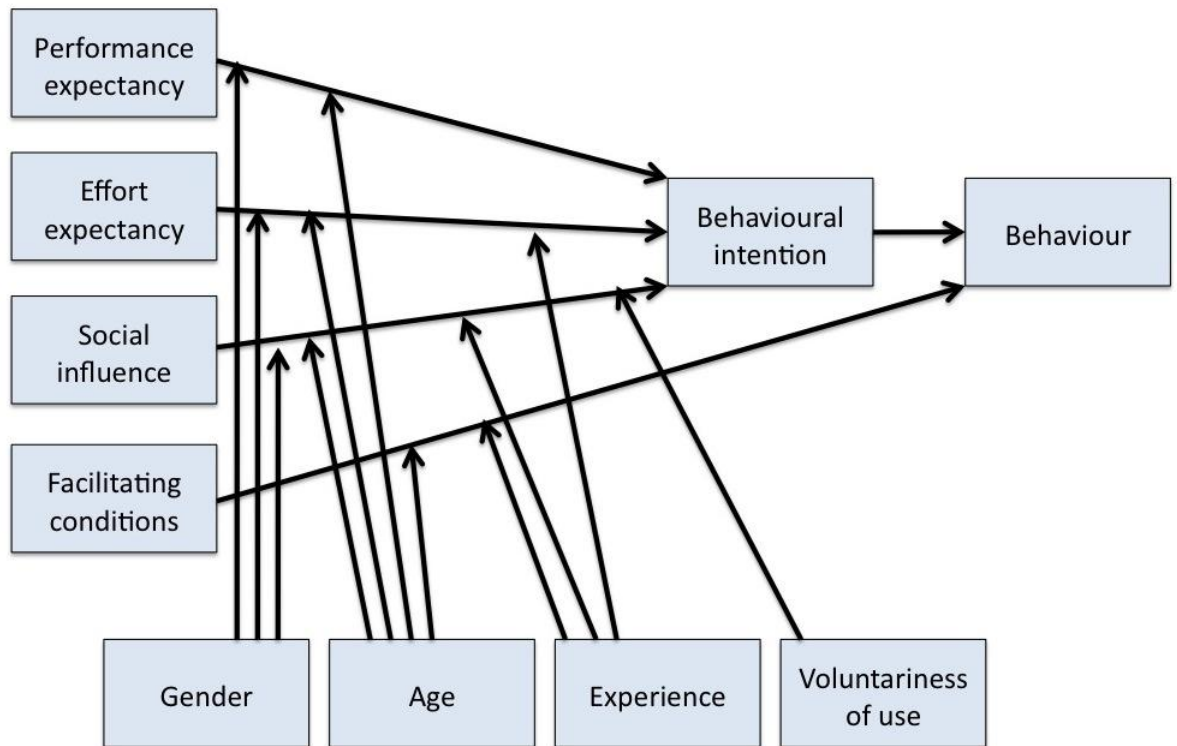 Performance
expectancy
Effort
expectancy
Social
influence
Facilitating
conditions
Behavioural
intention
Behaviour
Gender
Age
Experience
Voluntariness
of use